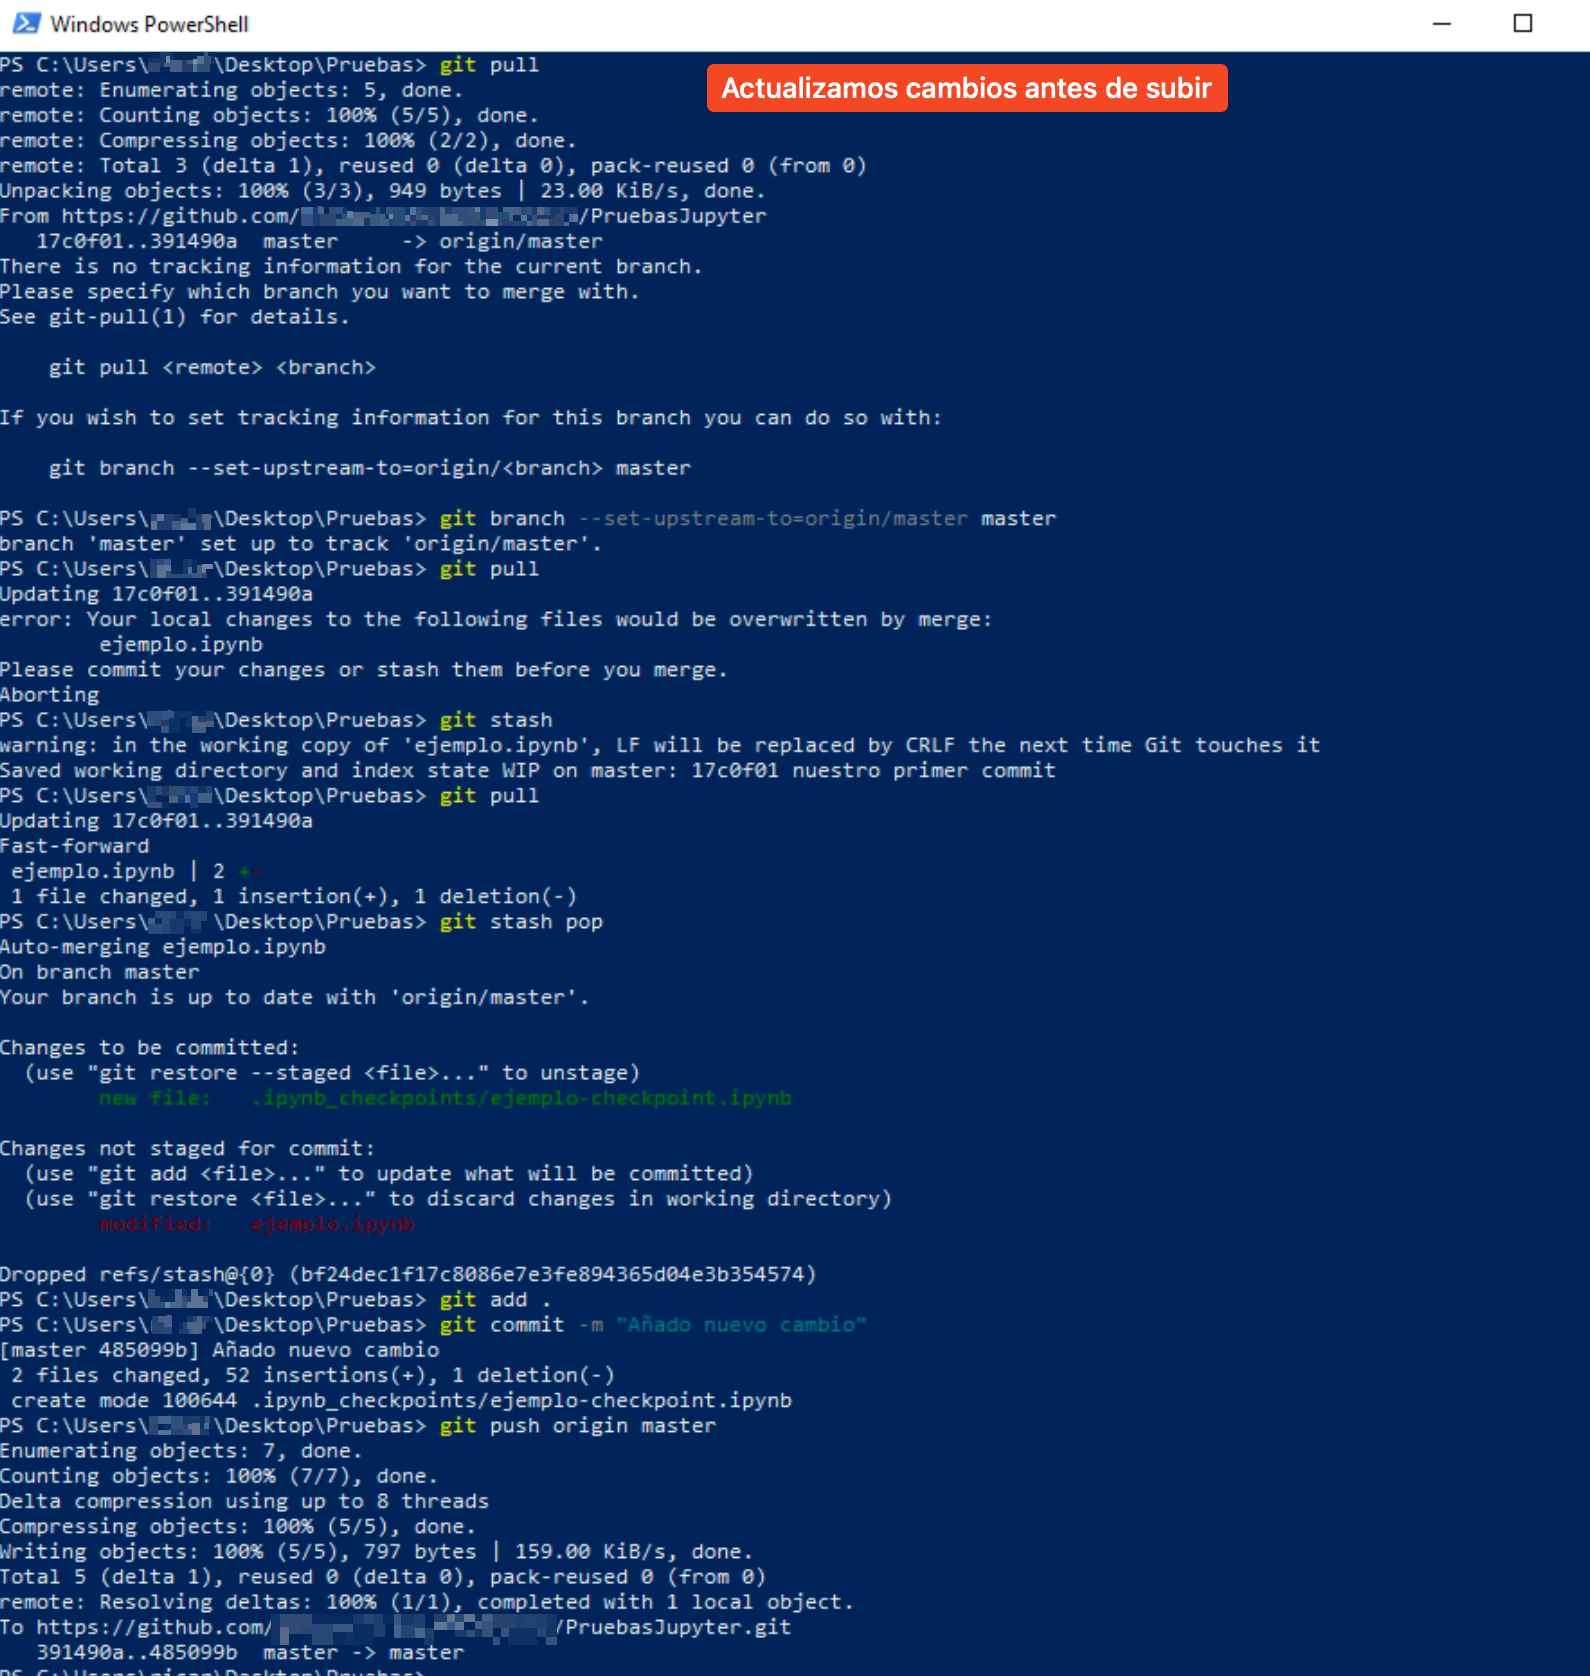 Windows PowerShell
PS C:\Users\ \Desktop\Pruebas> git pull
Actualizamos cambios antes de subir
remote: Enumerating objects: 5, done.
remote: Counting objects: 100% (5/5), done.
remote: Compressing objects: 100% (2/2), done.
remote: Total 3 (delta 1), reused 0 (delta 0), pack-reused 0 (from 0)
Unpacking objects: 100% (3/3), 949 bytes | 23.00 KiB/s, done.
From https://github.com/ /PruebasJupyter
   17c0f01..391490a  master     -> origin/master
There is no tracking information for the current branch.
Please specify which branch you want to merge with.
See git-pull(1) for details.
    git pull <remote> <branch>
If you wish to set tracking information for this branch you can do so with:
    git branch --set-upstream-to=origin/<branch> master
PS C:\Users\ \Desktop\Pruebas> git branch --set-upstream-to=origin/master master
branch 'master' set up to track 'origin/master'.
PS C:\Users\ \Desktop\Pruebas> git pull
Updating 17c0f01..391490a
error: Your local changes to the following files would be overwritten by merge:
        ejemplo.ipynb
Please commit your changes or stash them before you merge.
Aborting
PS C:\Users\ \Desktop\Pruebas> git stash
warning: in the working copy of 'ejemplo.ipynb', LF will be replaced by CRLF the next time Git touches it
Saved working directory and index state WIP on master: 17c0f01 nuestro primer commit
PS C:\Users\ \Desktop\Pruebas> git pull
Updating 17c0f01..391490a
Fast-forward
 ejemplo.ipynb | 2 +-
 1 file changed, 1 insertion(+), 1 deletion(-)
PS C:\Users\ \Desktop\Pruebas> git stash pop
Auto-merging ejemplo.ipynb
On branch master
Your branch is up to date with 'origin/master'.
Changes to be committed:
  (use "git restore --staged <file>..." to unstage)
        new file:   .ipynb_checkpoints/ejemplo-checkpoint.ipynb
Changes not staged for commit:
  (use "git add <file>..." to update what will be committed)
  (use "git restore <file>..." to discard changes in working directory)
        modified:   ejemplo.ipynb
Dropped refs/stash@{0} (bf24dec1f17c8086e7e3fe894365d04e3b354574)
PS C:\Users\ \Desktop\Pruebas> git add .
PS C:\Users\ \Desktop\Pruebas> git commit -m "Añado nuevo cambio"
[master 485099b] Añado nuevo cambio
 2 files changed, 52 insertions(+), 1 deletion(-)
 create mode 100644 .ipynb_checkpoints/ejemplo-checkpoint.ipynb
PS C:\Users\ \Desktop\Pruebas> git push origin master
Enumerating objects: 7, done.
Counting objects: 100% (7/7), done.
Delta compression using up to 8 threads
Compressing objects: 100% (5/5), done.
Writing objects: 100% (5/5), 797 bytes | 159.00 KiB/s, done.
Total 5 (delta 1), reused 0 (delta 0), pack-reused 0 (from 0)
remote: Resolving deltas: 100% (1/1), completed with 1 local object.
To https://github.com/ /PruebasJupyter.git
   391490a..485099b  master -> master